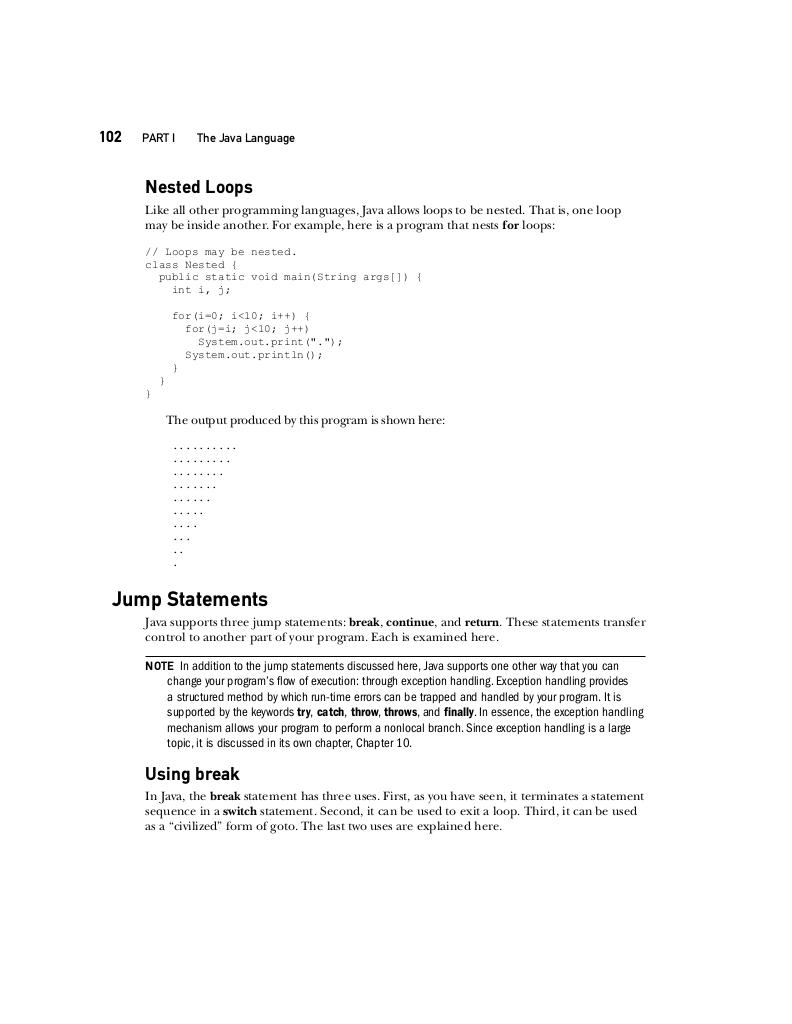 102 PART I The Java Language
Nested Loops
Like all other programming languages, Java allows loops to be nested. That is, one loop
may be inside another. For example, here is a program that nests for loops:
// Loops may be nested.
class Nested {
  public static void main(String args[]) {
    int i, j;

    for(i=0; i<10; i++) {
      for(j=i; j<10; j++)
        System.out.print(".");
      System.out.println();
    }
  }
}
The output produced by this program is shown here:
..........
.........
........
.......
......
.....
....
...
..
.
Jump Statements
Java supports three jump statements: break, continue, and return. These statements transfer
control to another part of your program. Each is examined here.
NOTE In addition to the jump statements discussed here, Java supports one other way that you can
change your program’s flow of execution: through exception handling. Exception handling provides
a structured method by which run-time errors can be trapped and handled by your program. It is
supported by the keywords try, catch, throw, throws, and finally. In essence, the exception handling
mechanism allows your program to perform a nonlocal branch. Since exception handling is a large
topic, it is discussed in its own chapter, Chapter 10.
Using break
In Java, the break statement has three uses. First, as you have seen, it terminates a statement
sequence in a switch statement. Second, it can be used to exit a loop. Third, it can be used
as a “civilized” form of goto. The last two uses are explained here.